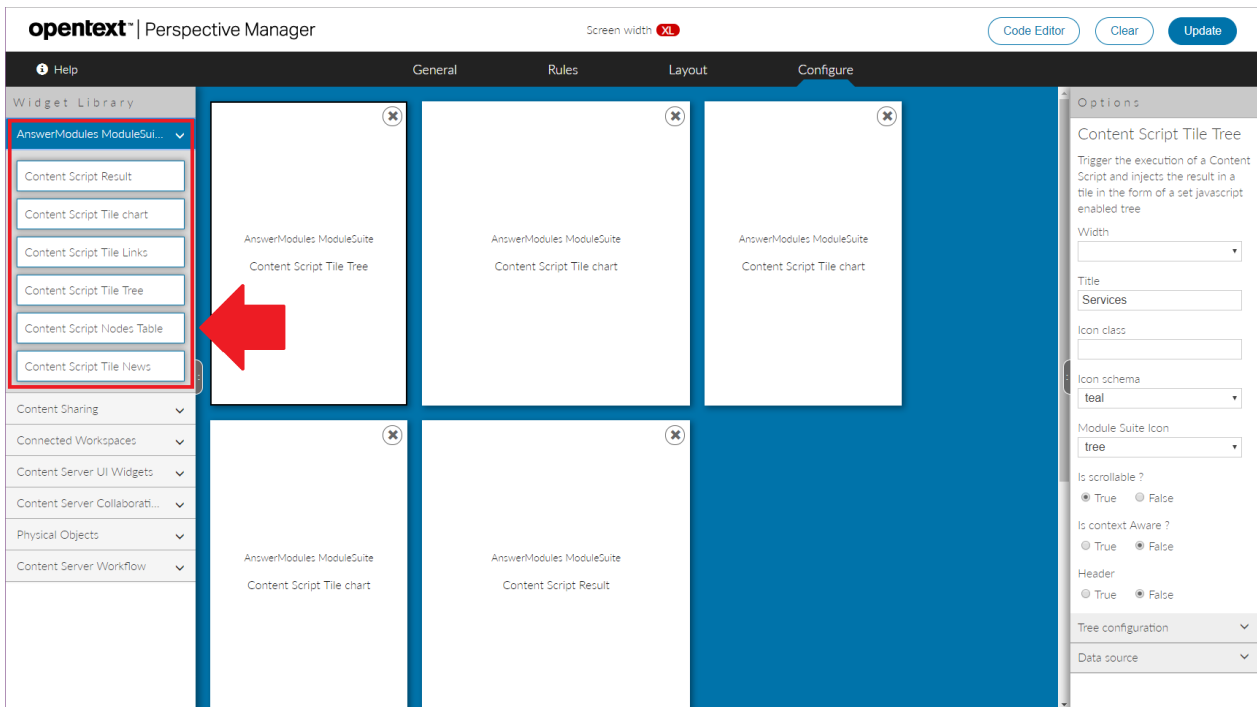 opentext™ | Perspective Manager
Screen width XL
Code Editor
Clear
Update
Help
General
Rules
Layout
Configure
Widget Library
AnswerModules ModuleSui...
Content Script Result
Content Script Tile chart
Content Script Tile Links
Content Script Tile Tree
Content Script Nodes Table
Content Script Tile News
Content Sharing
Connected Workspaces
Content Server UI Widgets
Content Server Collaborati...
Physical Objects
Content Server Workflow
AnswerModules ModuleSuite
Content Script Tile Tree
AnswerModules ModuleSuite
Content Script Tile chart
AnswerModules ModuleSuite
Content Script Tile chart
AnswerModules ModuleSuite
Content Script Tile chart
AnswerModules ModuleSuite
Content Script Result
Options
Content Script Tile Tree
Trigger the execution of a Content
Script and injects the result in a
tile in the form of a set javascript
enabled tree
Width
Title
Services
Icon class
Icon schema
teal
Module Suite Icon
tree
Is scrollable ?
True False
Is context Aware ?
True False
Header
True False
Tree configuration
Data source